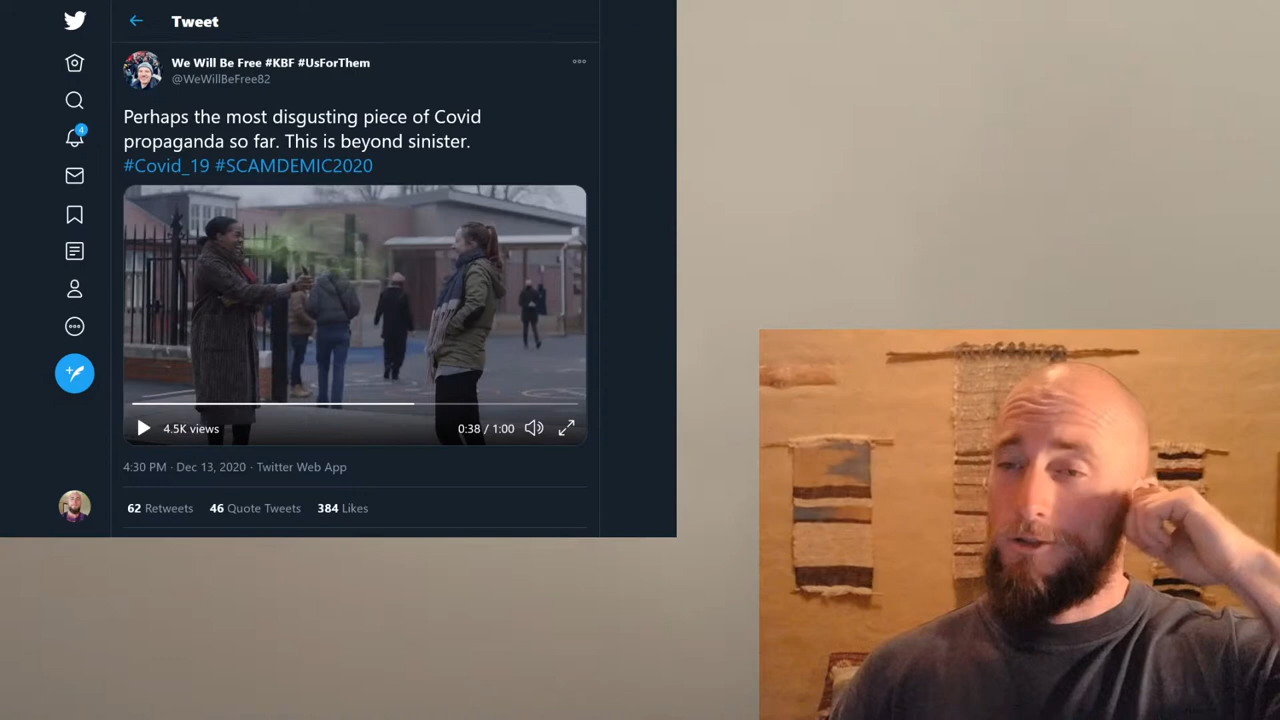 Tweet
We Will Be Free #KBF #UsForThem
@WeWillBeFree82
Perhaps the most disgusting piece of Covid
propaganda so far. This is beyond sinister.
#Covid_19 #SCAMDEMIC2020
4
4.5K views
0:38 / 1:00
4:30 PM · Dec 13, 2020 · Twitter Web App
62 Retweets 46 Quote Tweets 384 Likes